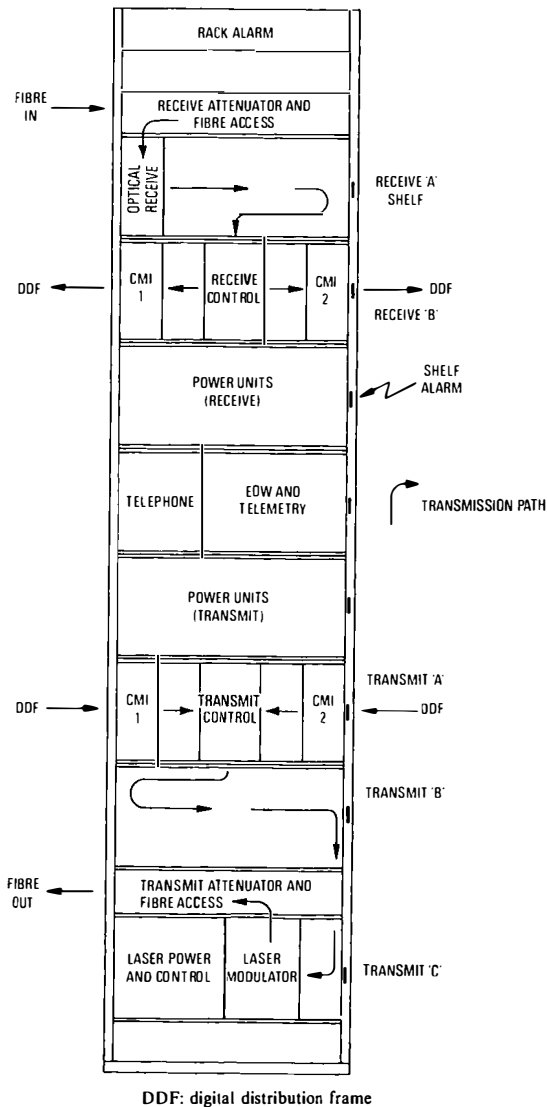 RACK ALARM
FIBRE
IN
RECEIVE ATTENUATOR AND
FIBRE ACCESS
OPTICAL
RECEIVE
RECEIVE 'A'
SHELF
DDF
CMI
1
RECEIVE
CONTROL
CMI
2
DDF
RECEIVE 'B'
POWER UNITS
(RECEIVE)
SHELF
ALARM
TELEPHONE
EOW AND
TELEMETRY
TRANSMISSION PATH
POWER UNITS
(TRANSMIT)
DDF
CMI
1
TRANSMIT
CONTROL
CMI
2
TRANSMIT 'A'
DDF
TRANSMIT 'B'
FIBRE
OUT
TRANSMIT ATTENUATOR AND
FIBRE ACCESS
LASER POWER
AND CONTROL
LASER
MODULATOR
TRANSMIT 'C'
DDF: digital distribution frame